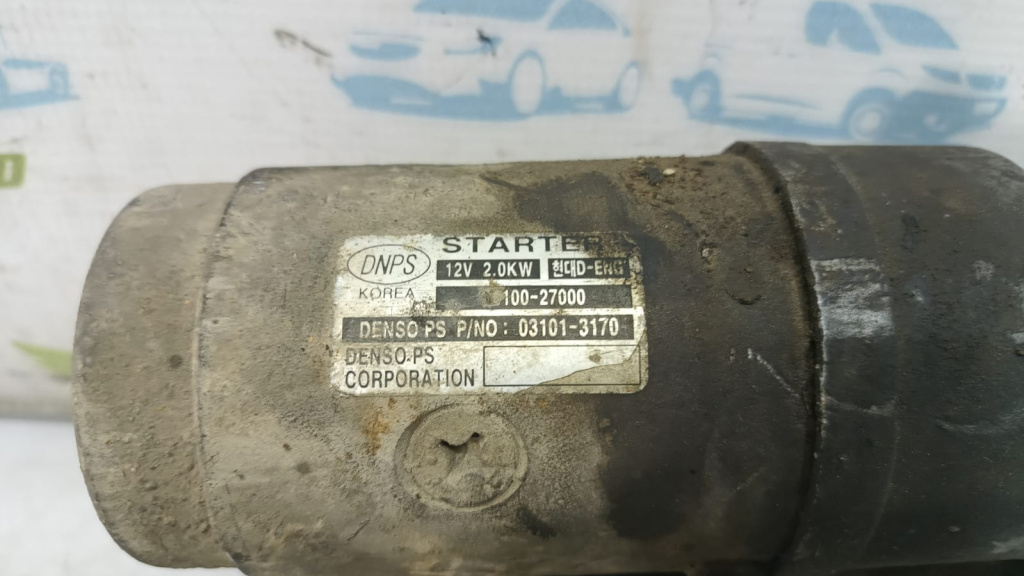 STARTER
DNPS
12V 2.0KW 현대D-ENG
KOREA
100-27000
DENSO PS P/NO : 03101-3170
DENSO PS
CORPORATION